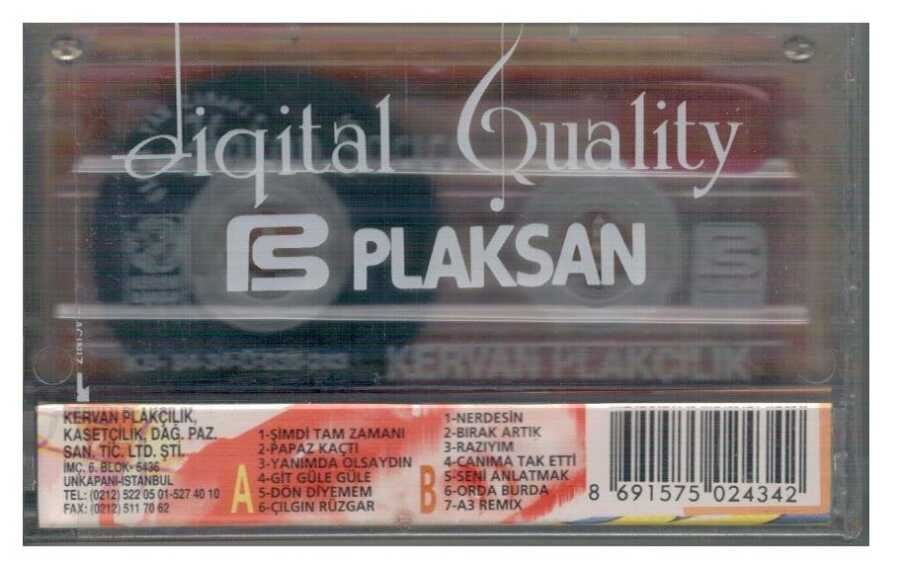 digital Quality
PLAKSAN
KERVAN PLAKÇILIK
KERVAN PLAKÇILIK,
KASETÇİLİK, DAĞ. PAZ.
SAN. TİC. LTD. ŞTİ.
İMÇ. 6. BLOK- 6436
UNKAPANI-İSTANBUL
TEL: (0212) 522 05 01-527 40 10
FAX: (0212) 511 70 62
A
1-ŞİMDİ TAM ZAMANI
2-PAPAZ KAÇTI
3-YANIMDA OLSAYDIN
4-GİT GÜLE GÜLE
5-DÖN DİYEMEM
6-ÇILGIN RÜZGAR
B
1-NERDESİN
2-BIRAK ARTIK
3-RAZIYIM
4-CANIMA TAK ETTİ
5-SENİ ANLATMAK
6-ORDA BURDA
7-A3 REMIX
8 691575 024342